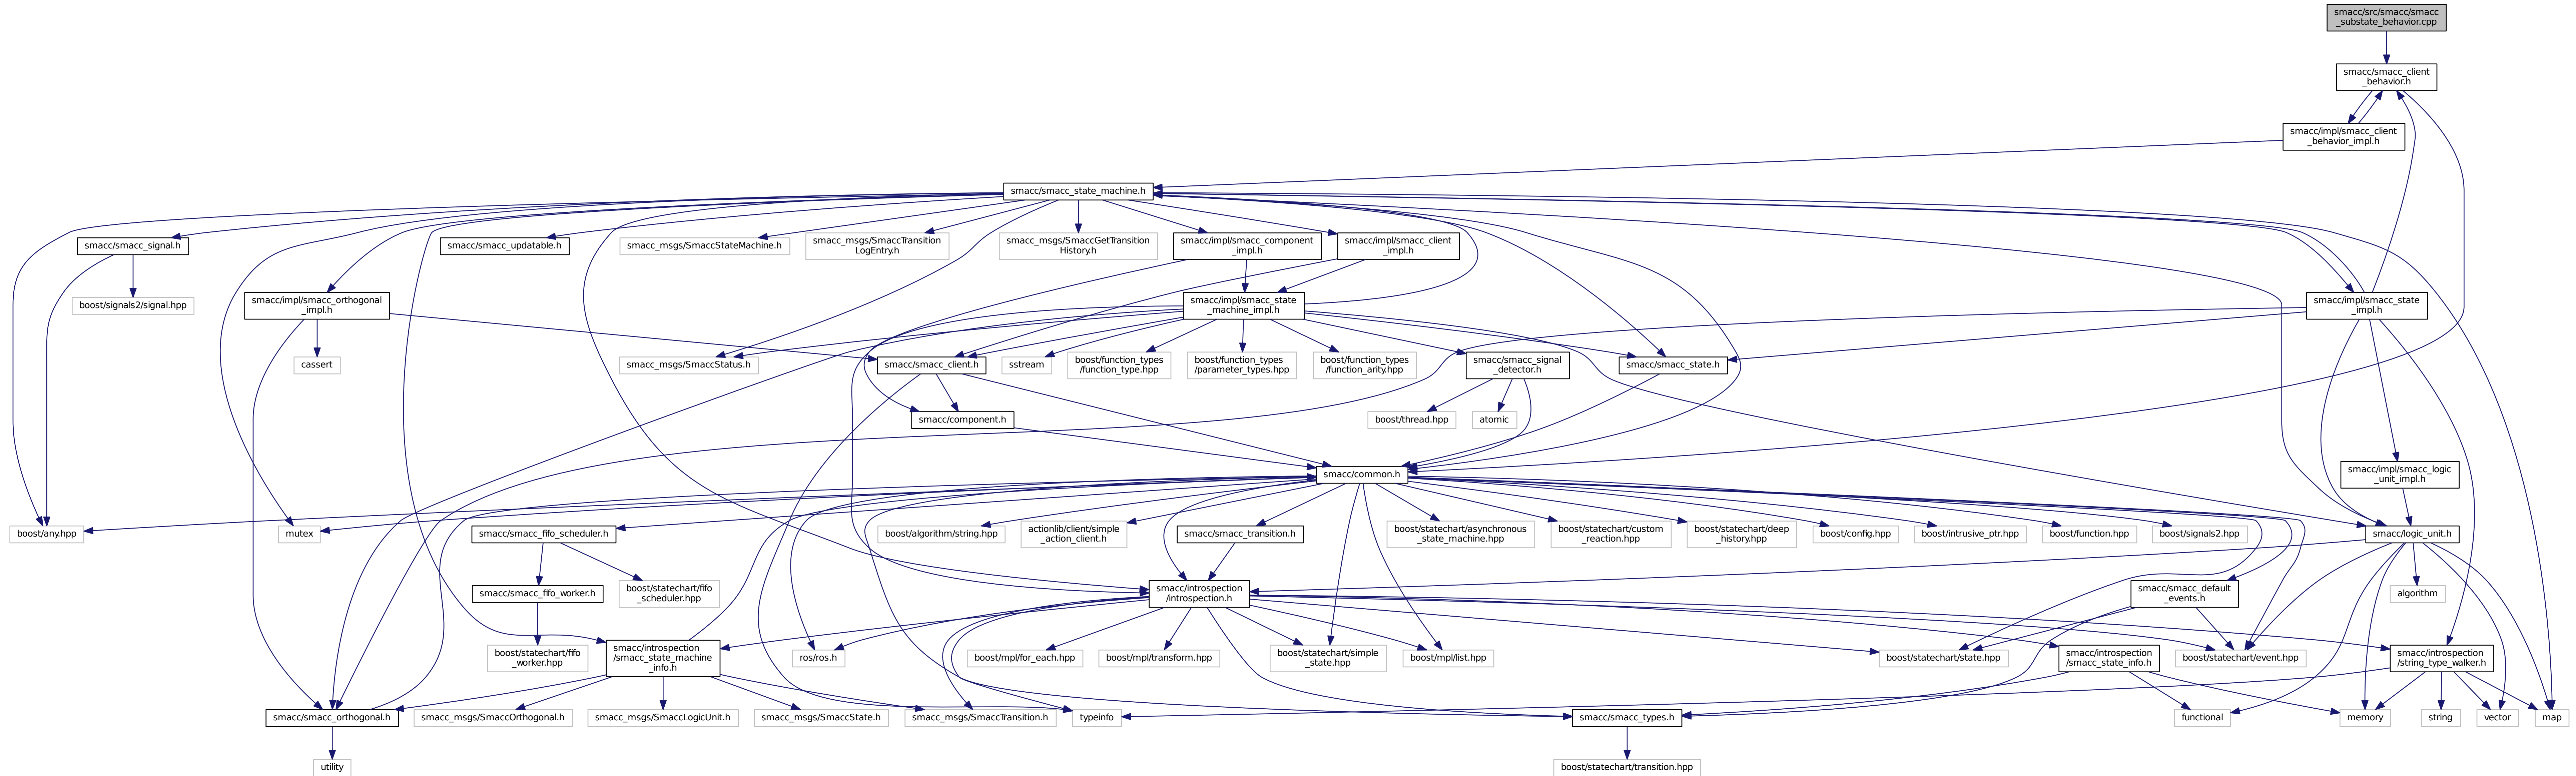 smacc/src/smacc/smacc
_substate_behavior.cpp
smacc/smacc_client
_behavior.h
smacc/impl/smacc_client
_behavior_impl.h
smacc/smacc_state_machine.h
smacc/smacc_signal.h
smacc/smacc_updatable.h
smacc_msgs/SmaccStateMachine.h
smacc_msgs/SmaccTransition
LogEntry.h
smacc_msgs/SmaccGetTransition
History.h
smacc/impl/smacc_component
_impl.h
smacc/impl/smacc_client
_impl.h
boost/signals2/signal.hpp
smacc/impl/smacc_orthogonal
_impl.h
smacc/impl/smacc_state
_machine_impl.h
smacc/impl/smacc_state
_impl.h
cassert
smacc_msgs/SmaccStatus.h
smacc/smacc_client.h
sstream
boost/function_types
/function_type.hpp
boost/function_types
/parameter_types.hpp
boost/function_types
/function_arity.hpp
smacc/smacc_signal
_detector.h
smacc/smacc_state.h
smacc/component.h
boost/thread.hpp
atomic
smacc/common.h
smacc/impl/smacc_logic
_unit_impl.h
boost/any.hpp
mutex
smacc/smacc_fifo_scheduler.h
boost/algorithm/string.hpp
actionlib/client/simple
_action_client.h
smacc/smacc_transition.h
boost/statechart/asynchronous
_state_machine.hpp
boost/statechart/custom
_reaction.hpp
boost/statechart/deep
_history.hpp
boost/config.hpp
boost/intrusive_ptr.hpp
boost/function.hpp
boost/signals2.hpp
smacc/logic_unit.h
smacc/smacc_fifo_worker.h
boost/statechart/fifo
_scheduler.hpp
smacc/introspection
/introspection.h
smacc/smacc_default
_events.h
algorithm
boost/statechart/fifo
_worker.hpp
smacc/introspection
/smacc_state_machine
_info.h
ros/ros.h
boost/mpl/for_each.hpp
boost/mpl/transform.hpp
boost/statechart/simple
_state.hpp
boost/mpl/list.hpp
boost/statechart/state.hpp
smacc/introspection
/smacc_state_info.h
boost/statechart/event.hpp
smacc/introspection
/string_type_walker.h
smacc/smacc_orthogonal.h
smacc_msgs/SmaccOrthogonal.h
smacc_msgs/SmaccLogicUnit.h
smacc_msgs/SmaccState.h
smacc_msgs/SmaccTransition.h
typeinfo
smacc/smacc_types.h
functional
memory
string
vector
map
utility
boost/statechart/transition.hpp